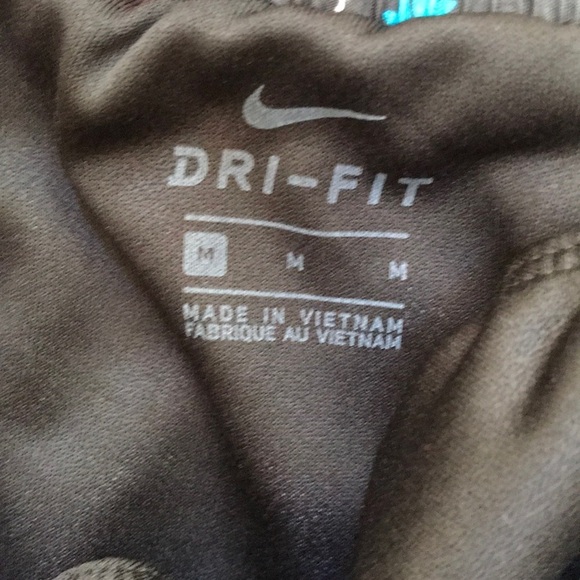 DRI-FIT
M M M
MADE IN VIETNAM
FABRIQUE AU VIETNAM